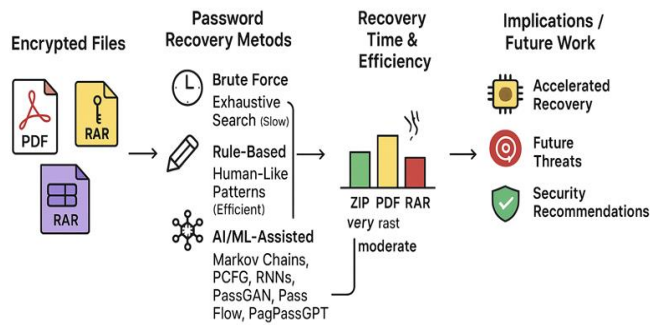 Encrypted Files
PDF
RAR
RAR
Password
Recovery Metods
Brute Force
Exhaustive
Search (Slow)
Rule-Based
Human-Like
Patterns
(Efficient)
AI/ML-Assisted
Markov Chains,
PCFG, RNNs,
PassGAN, Pass
Flow, PagPassGPT
Recovery
Time &
Efficiency
ZIP PDF RAR
very rast
moderate
Implications /
Future Work
Accelerated
Recovery
Future
Threats
Security
Recommendations